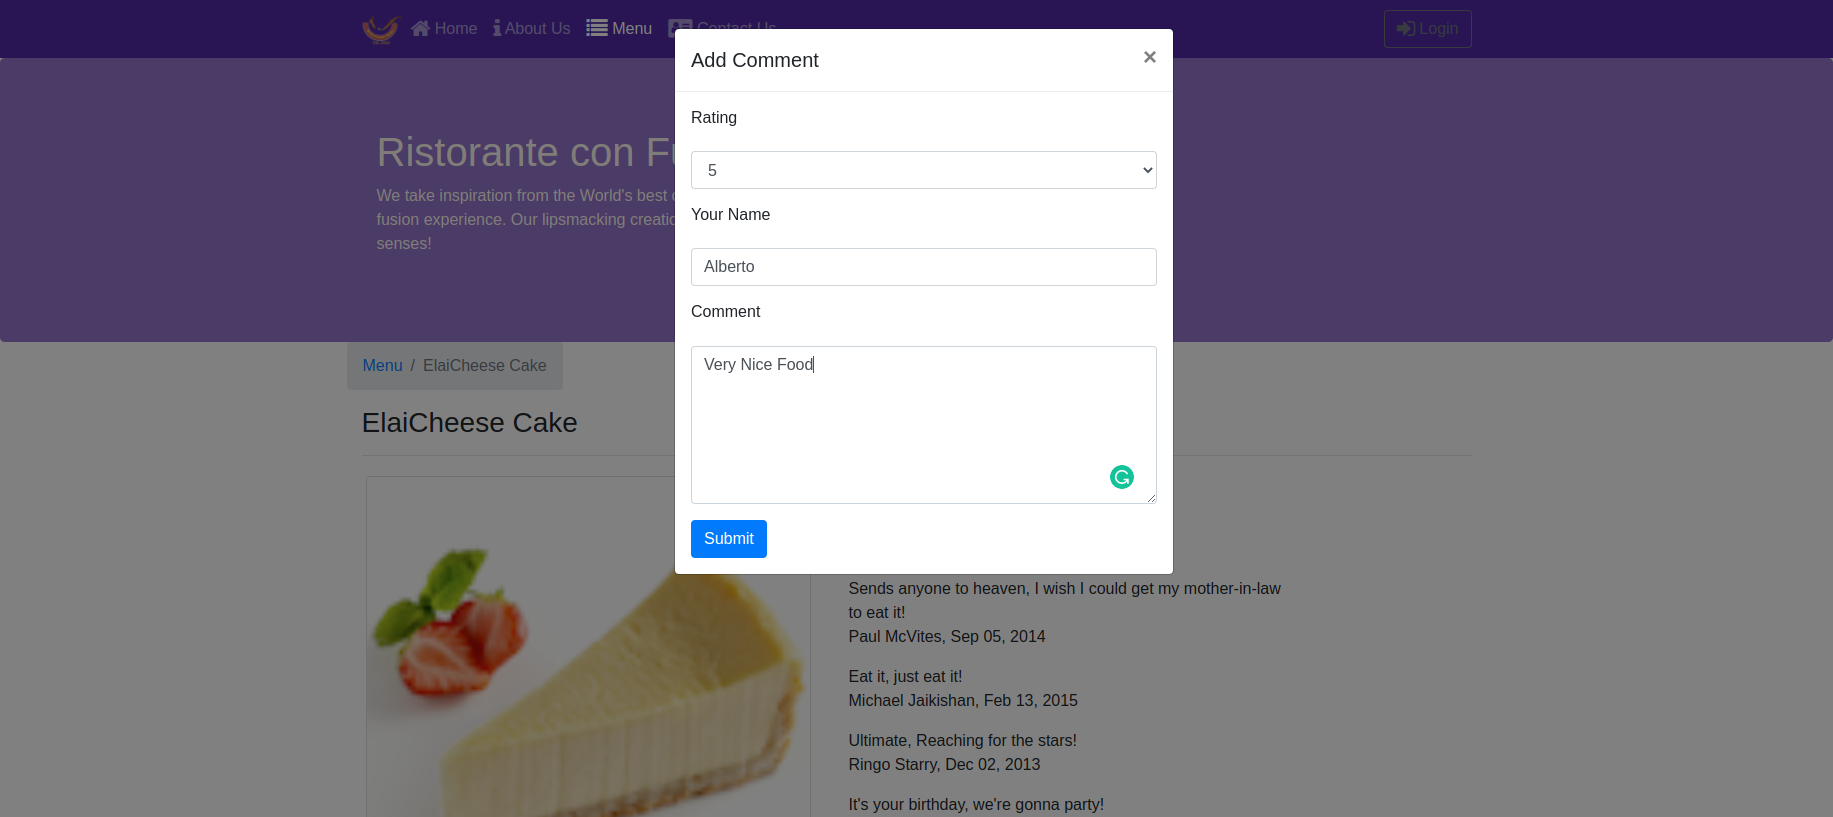 Home
About Us
Menu
Contact Us
Login
Add Comment
×
Rating
5
Your Name
Alberto
Comment
Very Nice Food
Submit
Ristorante con
We take inspiration from the World's best
fusion experience. Our lipsmacking
senses!
Menu / ElaiCheese Cake
ElaiCheese Cake
Sends anyone to heaven, I wish I could get my mother-in-law
to eat it!
Paul McVites, Sep 05, 2014
Eat it, just eat it!
Michael Jaikishan, Feb 13, 2015
Ultimate, Reaching for the stars!
Ringo Starry, Dec 02, 2013
It's your birthday, we're gonna party!